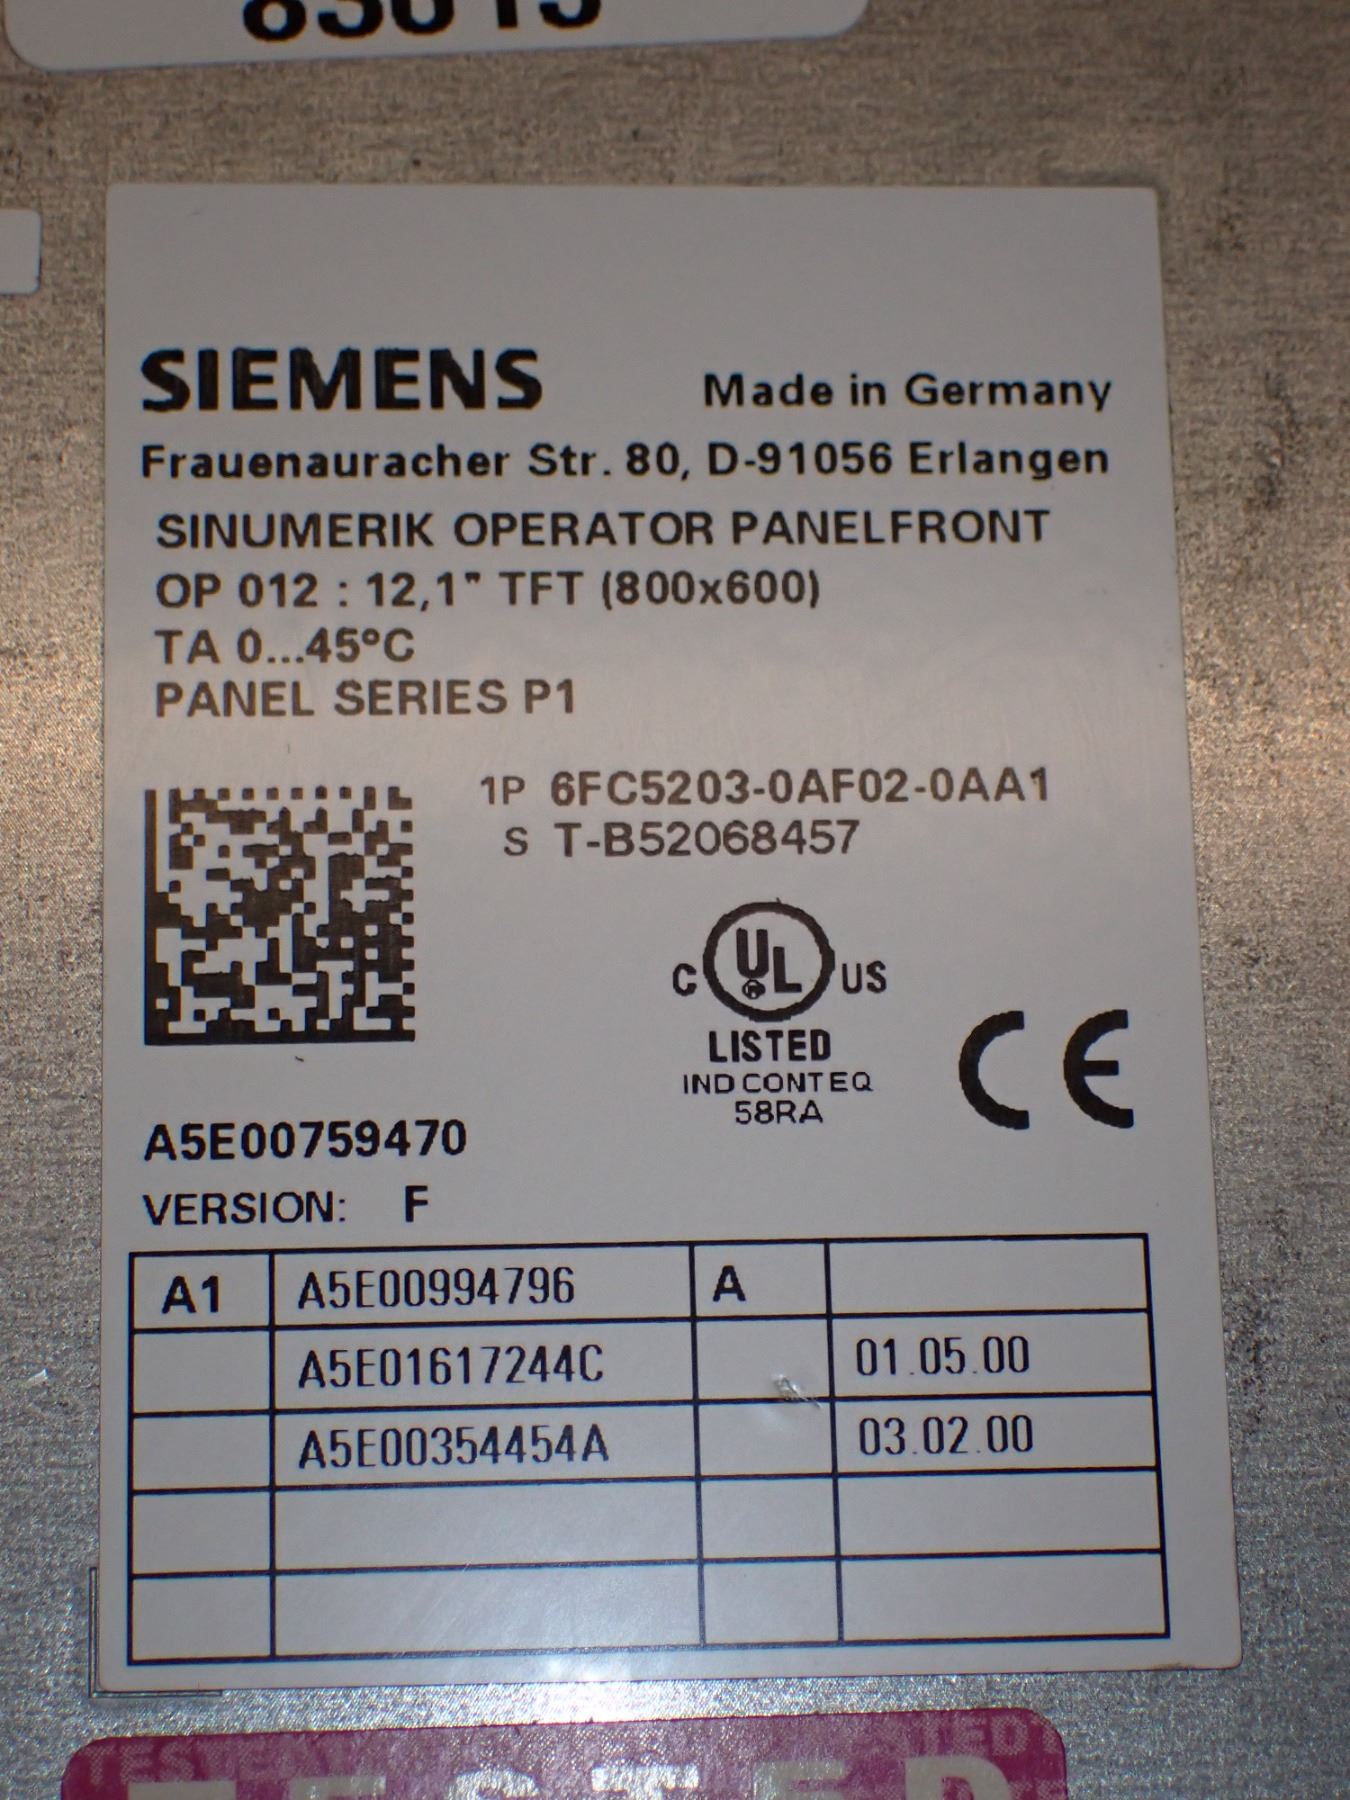 SIEMENS Made in Germany
Frauenauracher Str. 80, D-91056 Erlangen
SINUMERIK OPERATOR PANELFRONT
OP 012 : 12,1" TFT (800x600)
TA 0...45°C
PANEL SERIES P1
1P 6FC5203-0AF02-0AA1
S T-B52068457
C UL® US
LISTED
IND CONT EQ
58RA
CE
A5E00759470
VERSION: F
A1 A5E00994796 A
A5E01617244C 01.05.00
A5E00354454A 03.02.00
TESTED